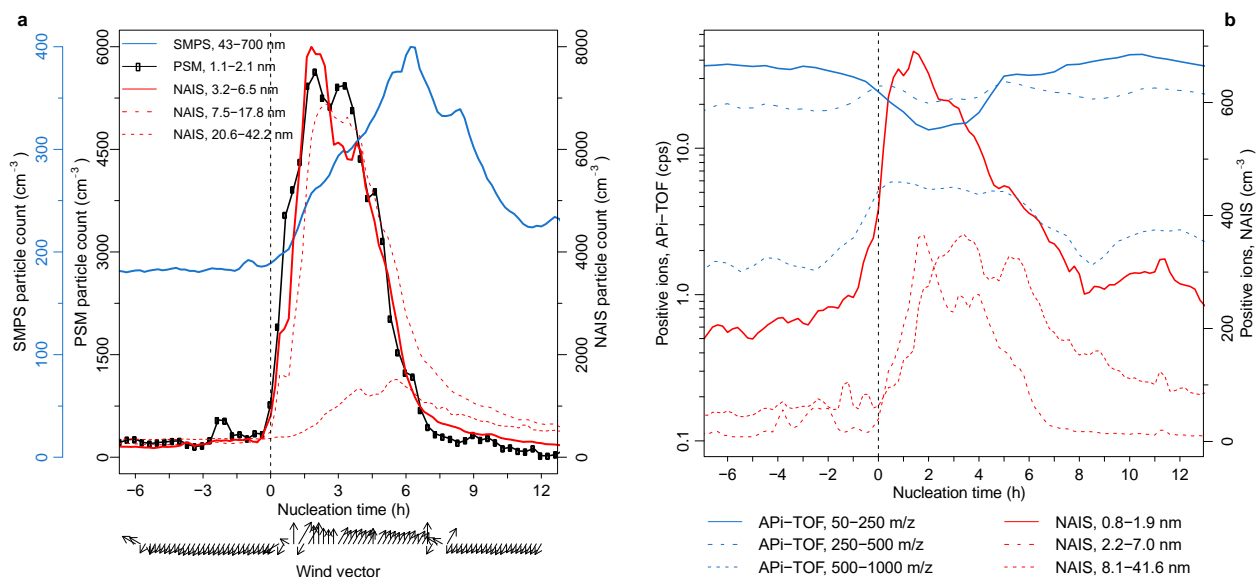 a
SMPS, 43−700 nm
PSM, 1.1−2.1 nm
NAIS, 3.2−6.5 nm
NAIS, 7.5−17.8 nm
NAIS, 20.6−42.2 nm
SMPS particle count (cm−3)
0
100
200
300
400
PSM particle count (cm−3)
0
1500
3000
4500
6000
NAIS particle count (cm−3)
0
2000
4000
6000
8000
−6 −3 0 3 6 9 12
Nucleation time (h)
Wind vector
b
Positive ions, APi−TOF (cps)
0.1
1.0
10.0
Positive ions, NAIS (cm−3)
0
200
400
600
−6 −4 −2 0 2 4 6 8 10 12
Nucleation time (h)
APi−TOF, 50−250 m/z
APi−TOF, 250−500 m/z
APi−TOF, 500−1000 m/z
NAIS, 0.8−1.9 nm
NAIS, 2.2−7.0 nm
NAIS, 8.1−41.6 nm